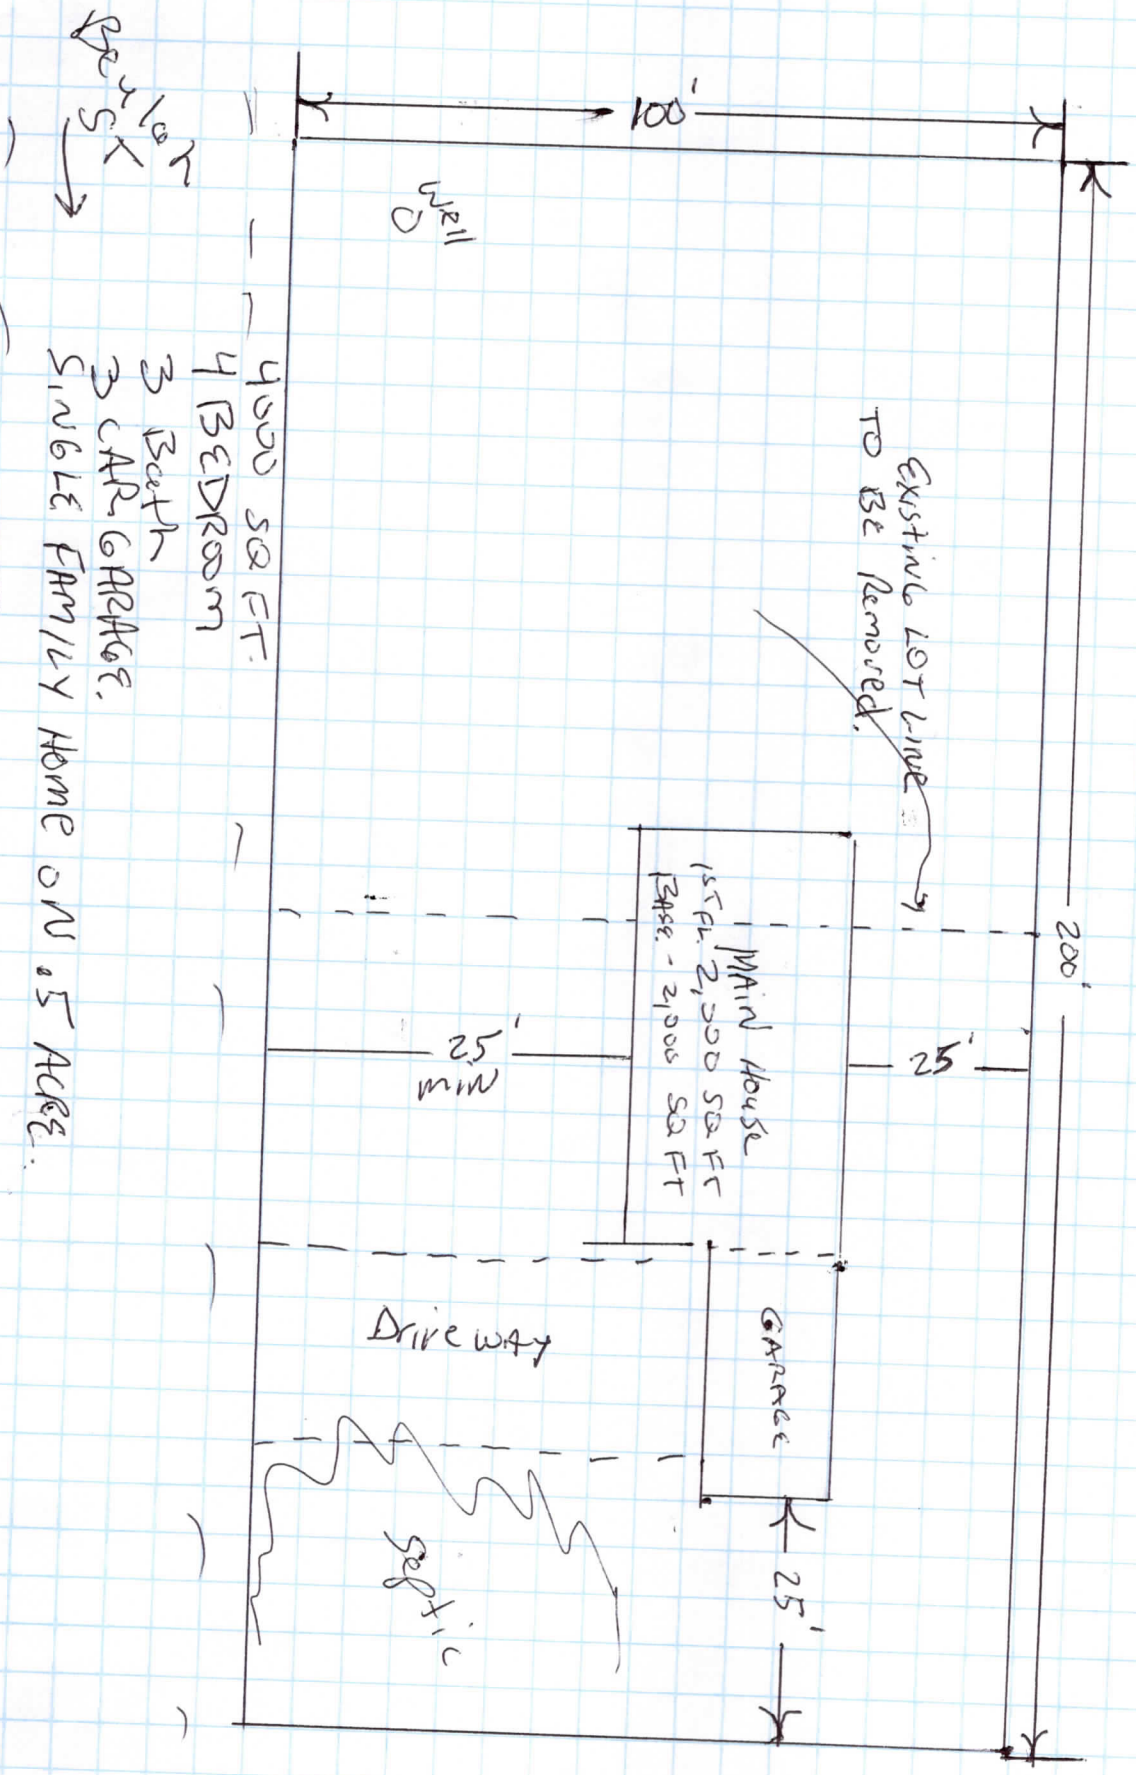 100'
Well
200'
EXISTING LOT LINE
TO BE Removed.
MAIN HOUSE
1ST FL. 2,000 SQ FT
BASE. - 2,000 SQ FT
25'
25'
MIN
Driveway
GARAGE
25'
Septic
4000 SQ FT.
4 BEDROOM
3 Bath
3 CAR GARAGE.
SINGLE FAMILY HOME ON .5 ACRE.